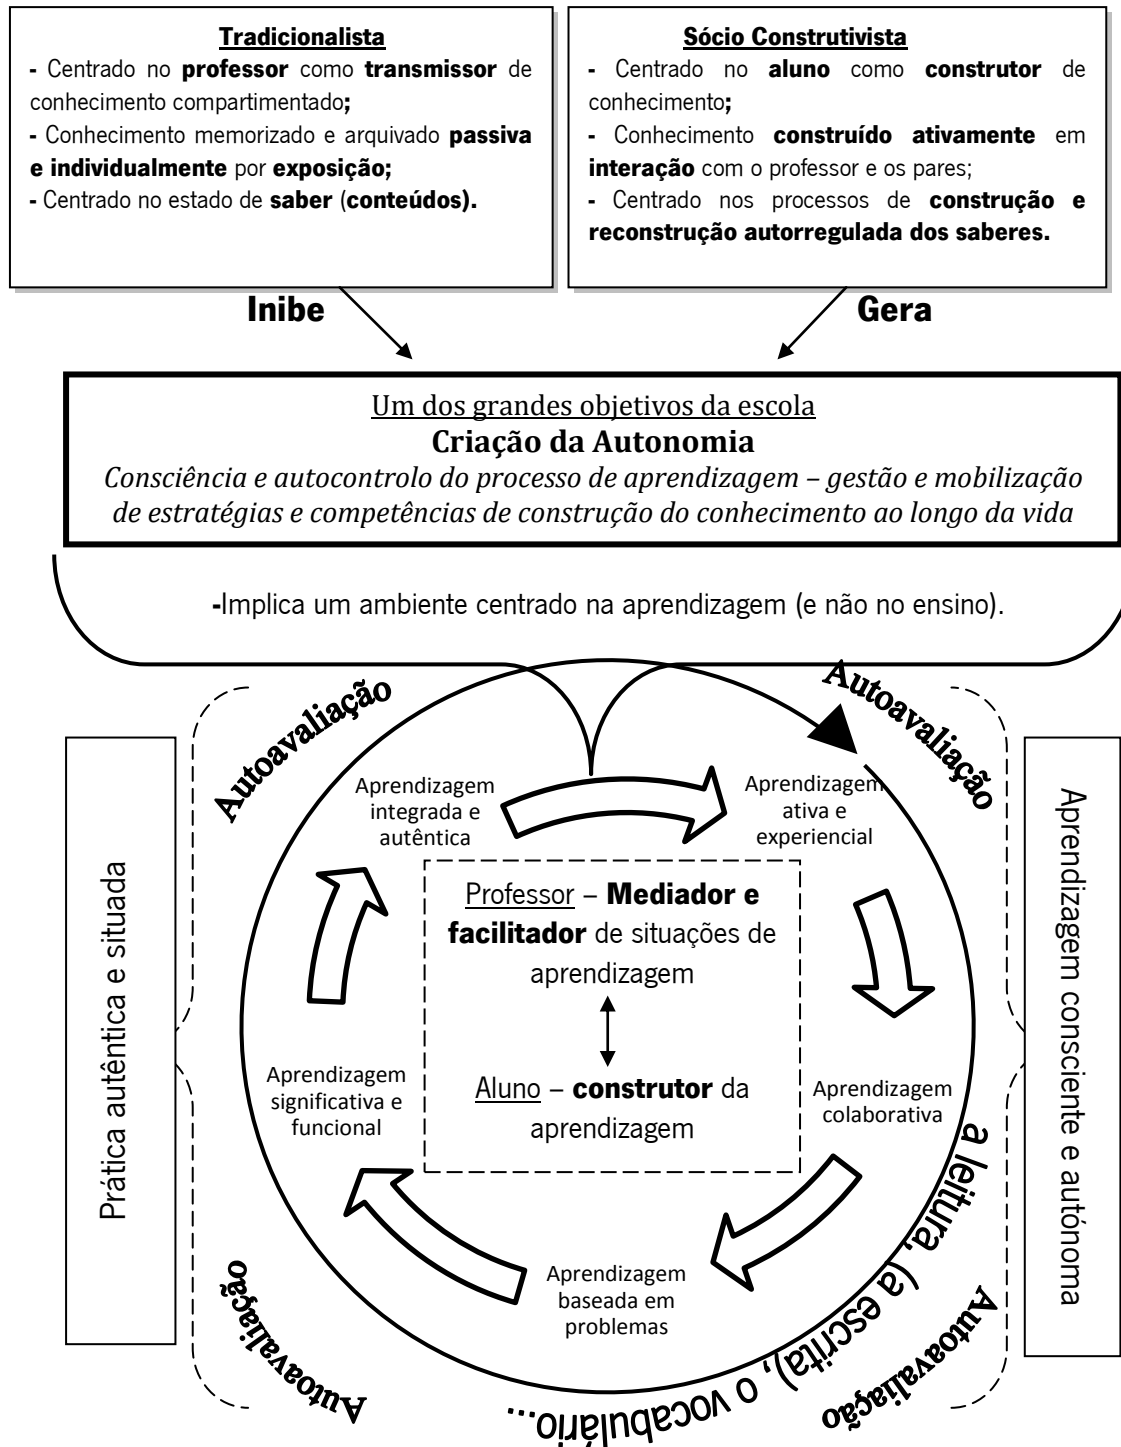 Tradicionalista
- Centrado no professor como transmissor de
conhecimento compartimentado;
- Conhecimento memorizado e arquivado passiva
e individualmente por exposição;
- Centrado no estado de saber (conteúdos).
Sócio Construtivista
- Centrado no aluno como construtor de
conhecimento;
- Conhecimento construído ativamente em
interação com o professor e os pares;
- Centrado nos processos de construção e
reconstrução autorregulada dos saberes.
Inibe
Gera
Um dos grandes objetivos da escola
Criação da Autonomia
Consciência e autocontrolo do processo de aprendizagem – gestão e mobilização
de estratégias e competências de construção do conhecimento ao longo da vida
-Implica um ambiente centrado na aprendizagem (e não no ensino).
Autoavaliação
Autoavaliação
Aprendizagem
integrada e
autêntica
Aprendizagem
ativa e
experiencial
Prática autêntica e situada
Professor – Mediador e
facilitador de situações de
aprendizagem
Aluno – construtor da
aprendizagem
Aprendizagem consciente e autónoma
Aprendizagem
significativa e
funcional
Aprendizagem
colaborativa
Aprendizagem
baseada em
problemas
a leitura, (a escrita), o vocabulário...
Autoavaliação
Autoavaliação